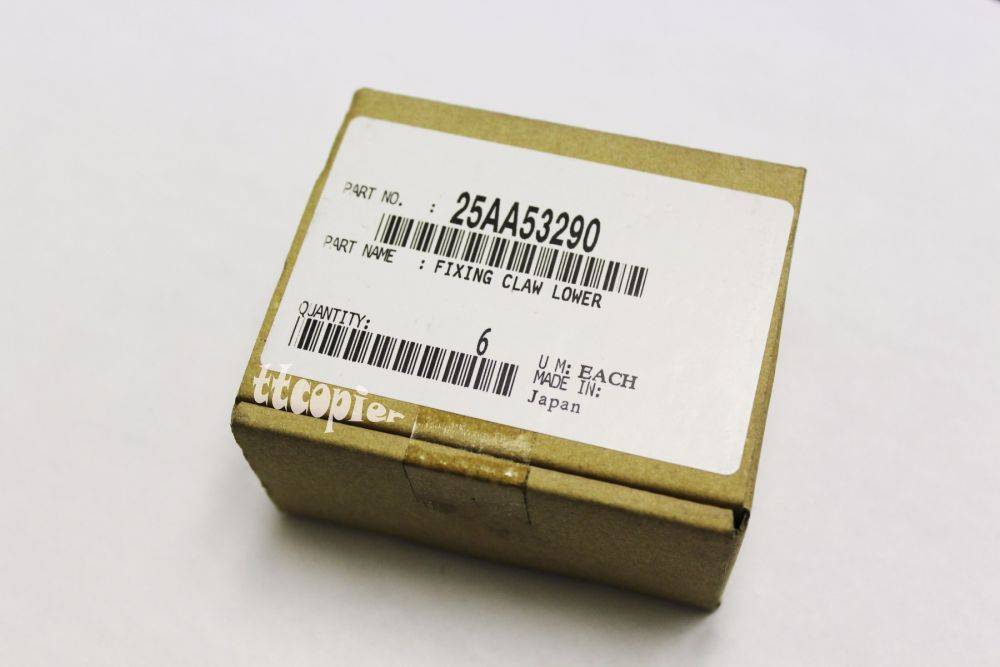 PART NO. : 25AA53290
PART NAME : FIXING CLAW LOWER
QUANTITY: 6
U M: EACH
MADE IN:
Japan
ttcopier